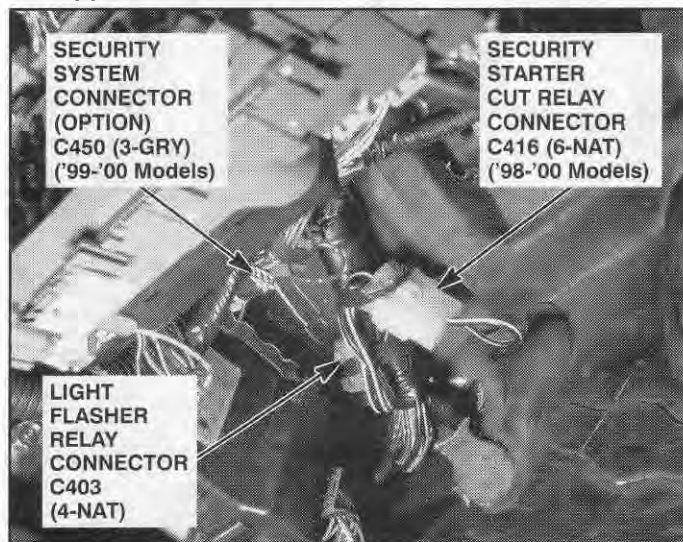 SECURITY
SYSTEM
CONNECTOR
(OPTION)
C450 (3-GRY)
('99-'00 Models)
SECURITY
STARTER
CUT RELAY
CONNECTOR
C416 (6-NAT)
('98-'00 Models)
LIGHT
FLASHER
RELAY
CONNECTOR
C403
(4-NAT)